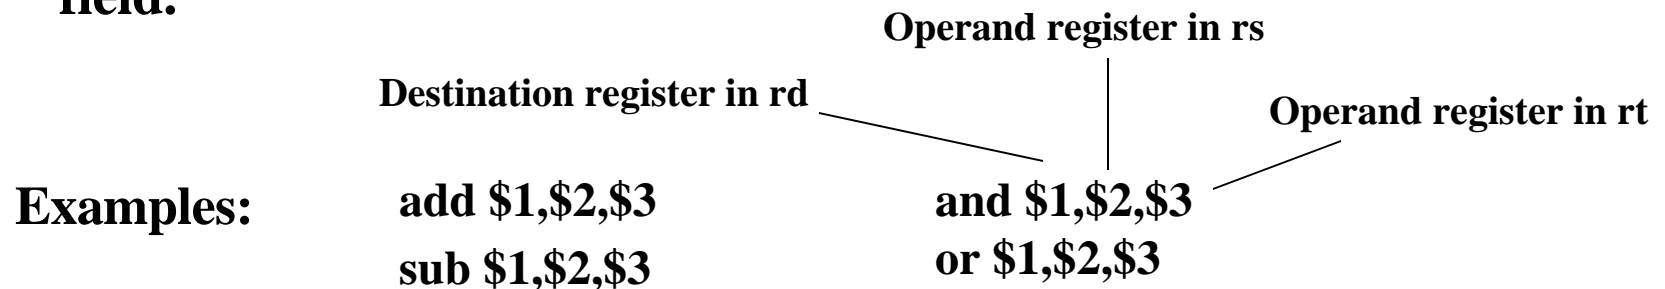 field.
Operand register in rs
Destination register in rd
Operand register in rt
Examples:
add $1,$2,$3
and $1,$2,$3
sub $1,$2,$3
or $1,$2,$3